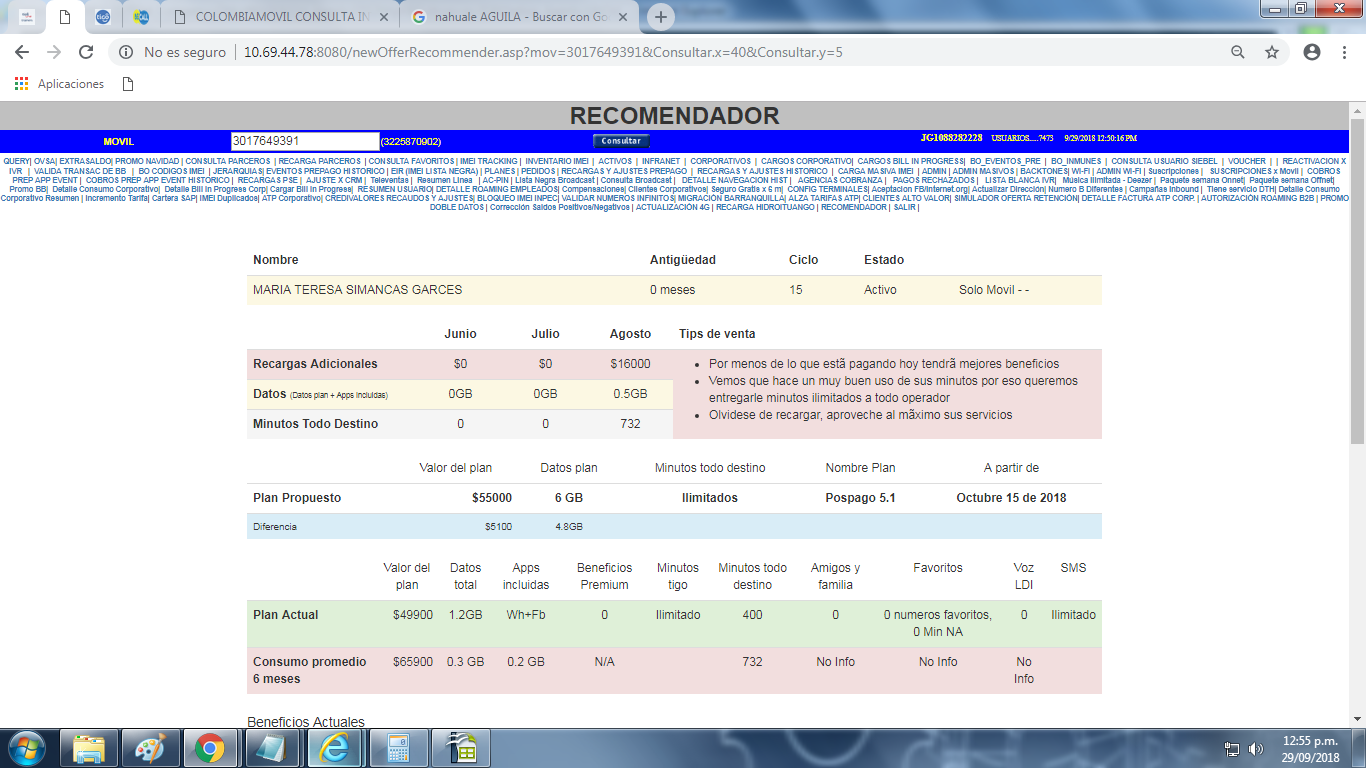 COLOMBIAMOVIL CONSULTA IN
nahuale AGUILA - Buscar con Go
No es seguro | 10.69.44.78:8080/newOfferRecommender.asp?mov=3017649391&Consultar.x=40&Consultar.y=5
Aplicaciones
RECOMENDADOR
MOVIL 3017649391 (3225870902) Consultar JG1088282228 USUARIOS....7473 9/29/2018 12:50:16 PM
QUERY| OVSA| EXTRASALDO| PROMO NAVIDAD | CONSULTA PARCEROS | RECARGA PARCEROS | CONSULTA FAVORITOS | IMEI TRACKING | INVENTARIO IMEI | ACTIVOS | INFRANET | CORPORATIVOS | CARGOS CORPORATIVO| CARGOS BILL IN PROGRESS| BO_EVENTOS_PRE | BO_INMUNES | CONSULTA USUARIO SIEBEL | VOUCHER | | REACTIVACION X
IVR | VALIDA TRANSAC DE BB | BO CODIGOS IMEI | JERARQUIAS| EVENTOS PREPAGO HISTORICO | EIR (IMEI LISTA NEGRA) | PLANES | PEDIDOS | RECARGAS Y AJUSTES PREPAGO | RECARGAS Y AJUSTES HISTORICO | CARGA MASIVA IMEI | ADMIN | ADMIN MASIVOS | BACKTONES| WI-FI | ADMIN WI-FI | Suscripciones | SUSCRIPCIONES x Movil | COBROS
PREP APP EVENT | COBROS PREP APP EVENT HISTORICO | RECARGAS PSE | AJUSTE X CRM | Televentas | Resumen Linea | AC-PIN | Lista Negra Broadcast | Consulta Broadcast | DETALLE NAVEGACION HIST | AGENCIAS COBRANZA | PAGOS RECHAZADOS | LISTA BLANCA IVR| Música Ilimitada - Deezer | Paquete semana Onnet| Paquete semana Offnet|
Promo BB| Detalle Consumo Corporativo| Detalle Bill In Progress Corp| Cargar Bill In Progress| RESUMEN USUARIO| DETALLE ROAMING EMPLEADOS| Compensaciones| Clientes Corporativos| Seguro Gratis x 6 m| CONFIG TERMINALES| Aceptacion FB/Internet.org| Actualizar Dirección| Numero B Diferentes | Campañas Inbound | Tiene servicio DTH| Detalle Consumo
Corporativo Resumen | Incremento Tarifa| Cartera SAP| IMEI Duplicados| ATP Corporativo| CREDIVALORES RECAUDOS Y AJUSTES| BLOQUEO IMEI INPEC| VALIDAR NUMEROS INFINITOS| MIGRACIÓN BARRANQUILLA| ALZA TARIFAS ATP| CLIENTES ALTO VALOR| SIMULADOR OFERTA RETENCIÓN| DETALLE FACTURA ATP CORP. | AUTORIZACIÓN ROAMING B2B | PROMO
DOBLE DATOS | Corrección Saldos Positivos/Negativos | ACTUALIZACIÓN 4G | RECARGA HIDROITUANGO | RECOMENDADOR | SALIR |
Nombre Antigüedad Ciclo Estado
MARIA TERESA SIMANCAS GARCES 0 meses 15 Activo Solo Movil - -
Junio Julio Agosto Tips de venta
Recargas Adicionales $0 $0 $16000
• Por menos de lo que estã pagando hoy tendrã mejores beneficios
• Vemos que hace un muy buen uso de sus minutos por eso queremos
entregarle minutos ilimitados a todo operador
• Olvidese de recargar, aproveche al mãximo sus servicios
Datos (Datos plan + Apps incluidas) 0GB 0GB 0.5GB
Minutos Todo Destino 0 0 732
Valor del plan Datos plan Minutos todo destino Nombre Plan A partir de
Plan Propuesto $55000 6 GB Ilimitados Pospago 5.1 Octubre 15 de 2018
Diferencia $5100 4.8GB
Valor del Datos Apps Beneficios Minutos Minutos todo Amigos y Favoritos Voz SMS
plan total incluidas Premium tigo destino familia LDI
Plan Actual $49900 1.2GB Wh+Fb 0 Ilimitado 400 0 0 numeros favoritos, 0 Ilimitado
0 Min NA
Consumo promedio $65900 0.3 GB 0.2 GB N/A 732 No Info No Info No
6 meses Info
Beneficios Actuales
12:55 p.m.
29/09/2018